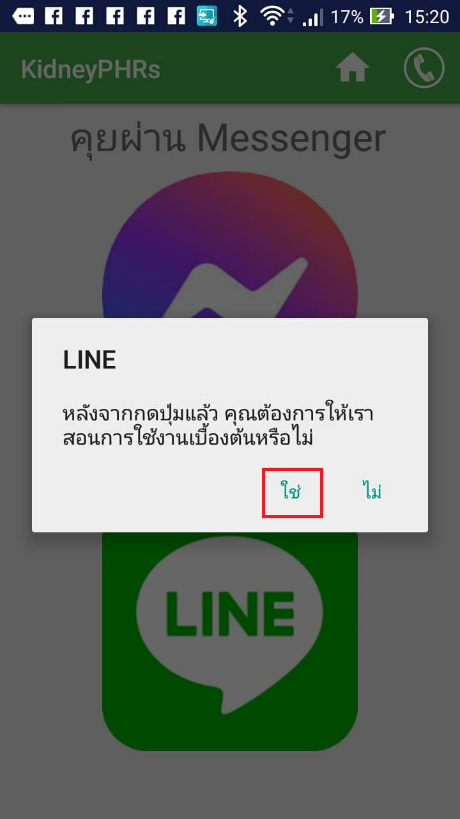 17% 15:20
KidneyPHRs
คุยผ่าน Messenger
LINE
หลังจากกดปุ่มแล้ว คุณต้องการให้เรา
สอนการใช้งานเบื้องต้นหรือไม่
ใช่ ไม่
LINE